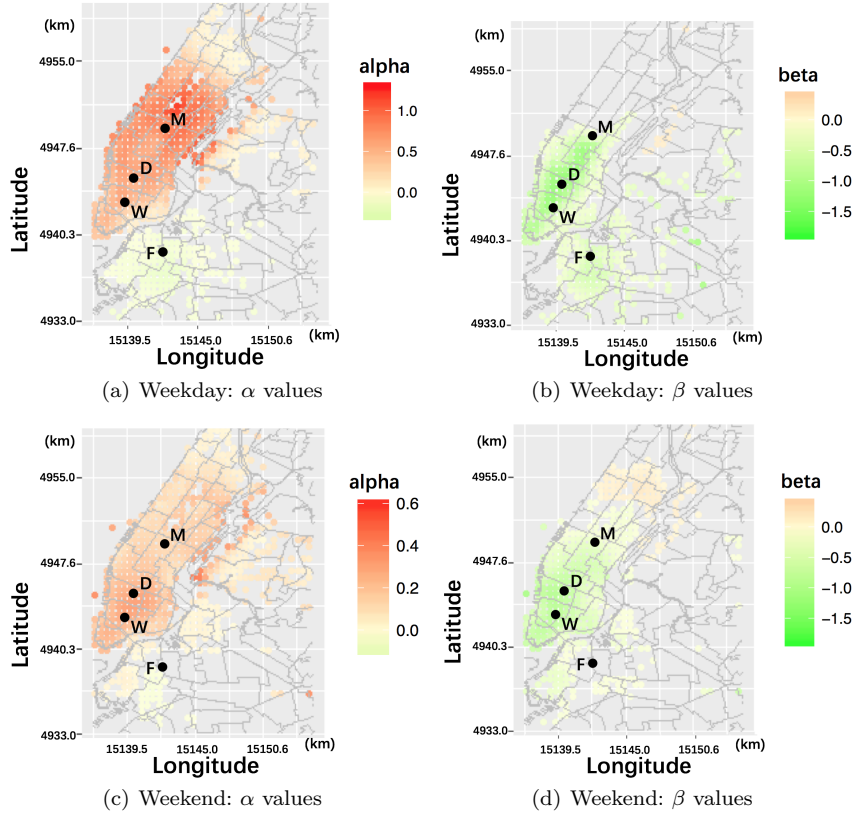 (km)
4955.0
4947.6
4940.3
4933.0
Latitude
M
D
W
F
alpha
1.0
0.5
0.0
15139.5 15145.0 15150.6 (km)
Longitude
(a) Weekday: α values
(km)
4955.0
4947.6
4940.3
4933.0
Latitude
M
D
W
F
beta
0.0
−0.5
−1.0
−1.5
15139.5 15145.0 15150.6 (km)
Longitude
(b) Weekday: β values
(km)
4955.0
4947.6
4940.3
4933.0
Latitude
M
D
W
F
alpha
0.6
0.4
0.2
0.0
15139.5 15145.0 15150.6 (km)
Longitude
(c) Weekend: α values
(km)
4955.0
4947.6
4940.3
4933.0
Latitude
M
D
W
F
beta
0.0
−0.5
−1.0
−1.5
15139.5 15145.0 15150.6 (km)
Longitude
(d) Weekend: β values